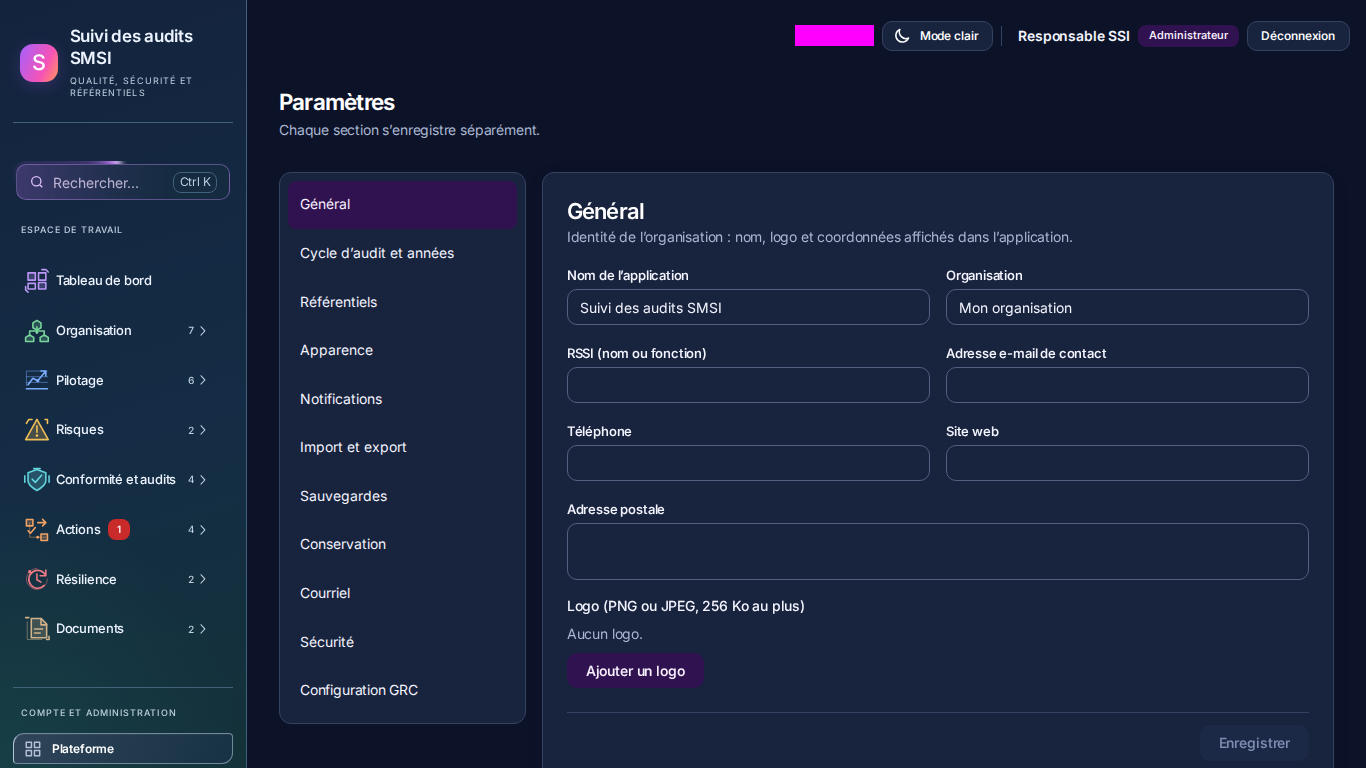 S
Suivi des audits
SMSI
QUALITÉ, SÉCURITÉ ET
RÉFÉRENTIELS
Rechercher...
Ctrl K
ESPACE DE TRAVAIL
Tableau de bord
Organisation 7
Pilotage 6
Risques 2
Conformité et audits 4
Actions 1 4
Résilience 2
Documents 2
COMPTE ET ADMINISTRATION
Plateforme
Mode clair
Responsable SSI
Administrateur
Déconnexion
Paramètres
Chaque section s’enregistre séparément.
Général
Cycle d’audit et années
Référentiels
Apparence
Notifications
Import et export
Sauvegardes
Conservation
Courriel
Sécurité
Configuration GRC
Général
Identité de l’organisation : nom, logo et coordonnées affichés dans l’application.
Nom de l’application
Suivi des audits SMSI
Organisation
Mon organisation
RSSI (nom ou fonction)
Adresse e-mail de contact
Téléphone
Site web
Adresse postale
Logo (PNG ou JPEG, 256 Ko au plus)
Aucun logo.
Ajouter un logo
Enregistrer